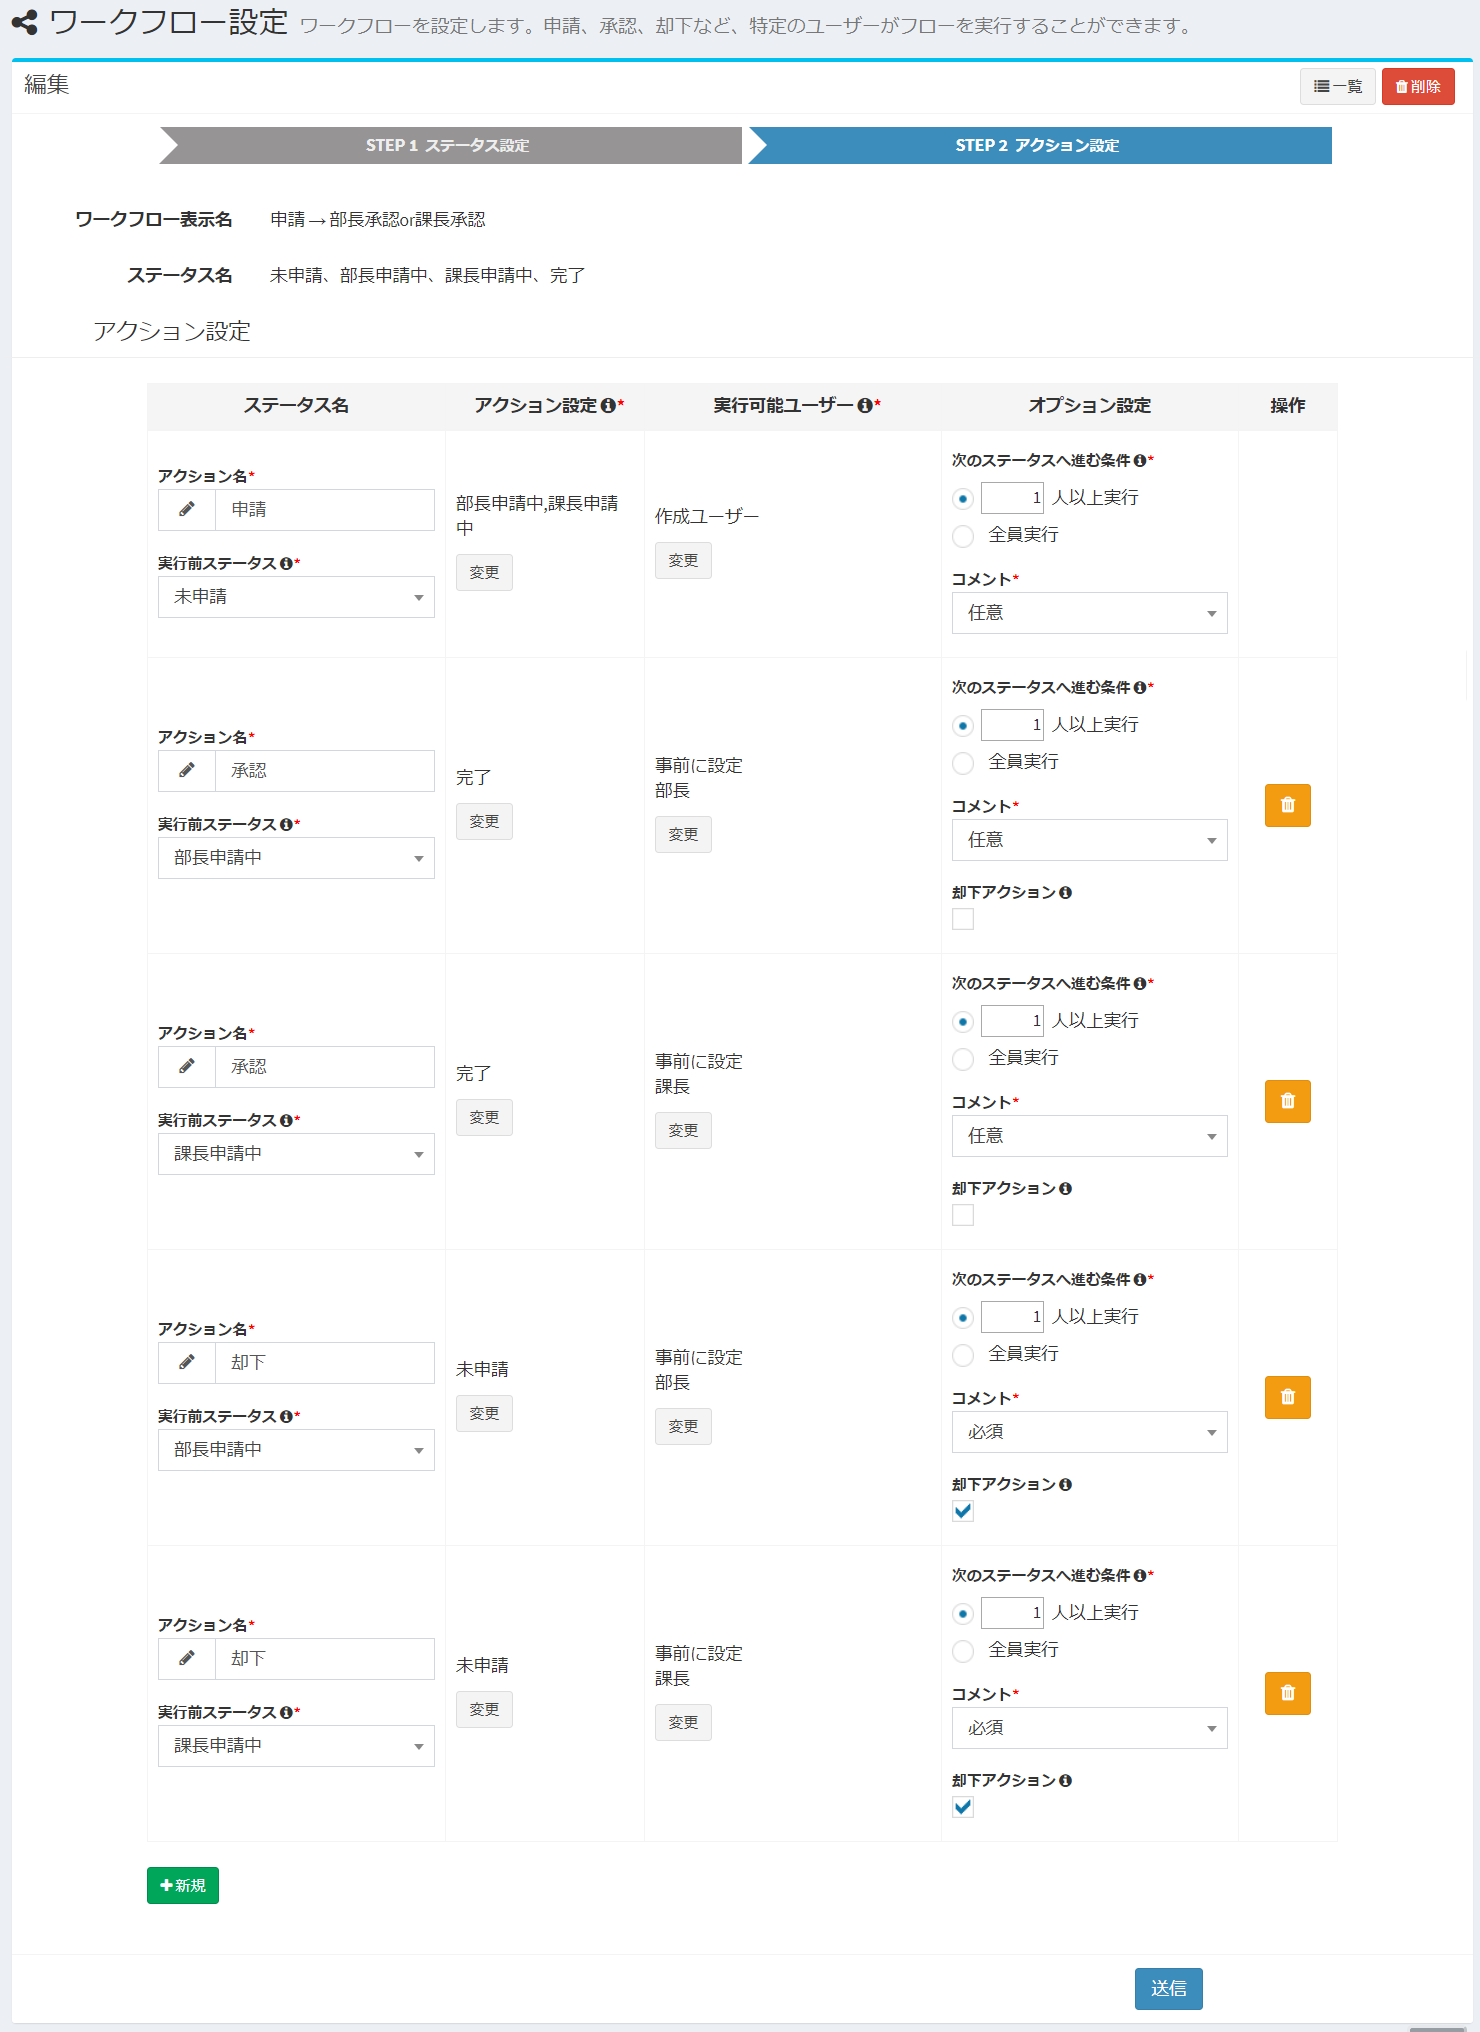 ワークフロー設定 ワークフローを設定します。申請、承認、却下など、特定のユーザーがフローを実行することができます。
編集
一覧 削除
STEP 1 ステータス設定 STEP 2 アクション設定
ワークフロー表示名 申請→部長承認or課長承認
ステータス名 未申請、部長申請中、課長申請中、完了
アクション設定
ステータス名 アクション設定* 実行可能ユーザー* オプション設定 操作
アクション名*
申請
実行前ステータス*
未申請
部長申請中,課長申請
中
変更
作成ユーザー
変更
次のステータスへ進む条件*
1 人以上実行
全員実行
コメント*
任意
アクション名*
承認
実行前ステータス*
部長申請中
完了
変更
事前に設定
部長
変更
次のステータスへ進む条件*
1 人以上実行
全員実行
コメント*
任意
却下アクション
アクション名*
承認
実行前ステータス*
課長申請中
完了
変更
事前に設定
課長
変更
次のステータスへ進む条件*
1 人以上実行
全員実行
コメント*
任意
却下アクション
アクション名*
却下
実行前ステータス*
部長申請中
未申請
変更
事前に設定
部長
変更
次のステータスへ進む条件*
1 人以上実行
全員実行
コメント*
必須
却下アクション
アクション名*
却下
実行前ステータス*
課長申請中
未申請
変更
事前に設定
課長
変更
次のステータスへ進む条件*
1 人以上実行
全員実行
コメント*
必須
却下アクション
新規
送信